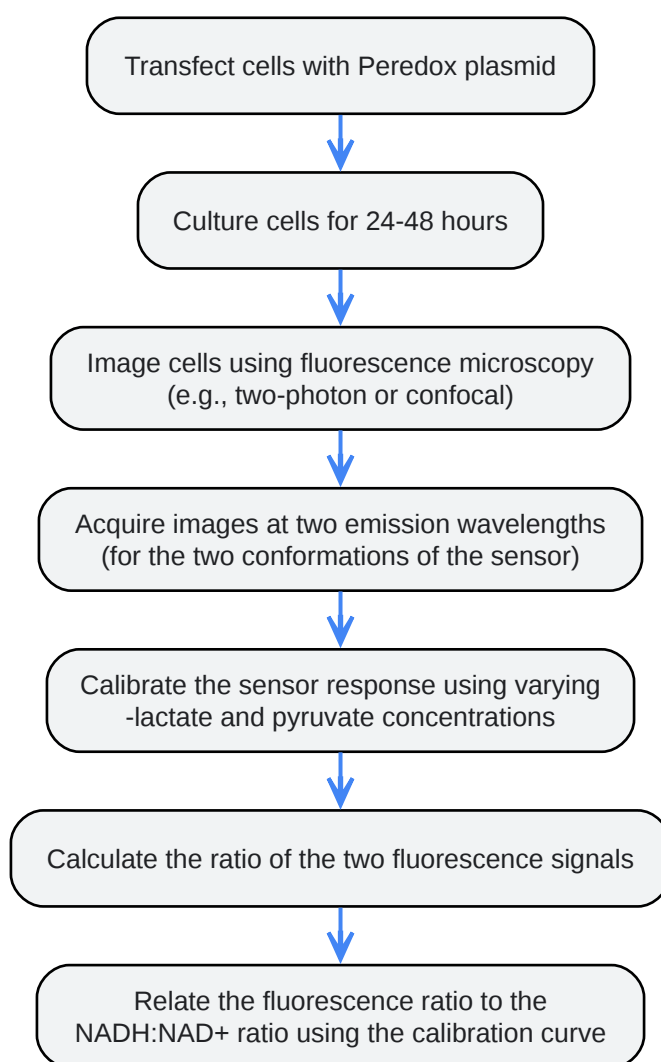 Transfect cells with Peredox plasmid
Culture cells for 24-48 hours
Image cells using fluorescence microscopy
(e.g., two-photon or confocal)
Acquire images at two emission wavelengths
(for the two conformations of the sensor)
Calibrate the sensor response using varying
-lactate and pyruvate concentrations
Calculate the ratio of the two fluorescence signals
Relate the fluorescence ratio to the
NADH:NAD+ ratio using the calibration curve